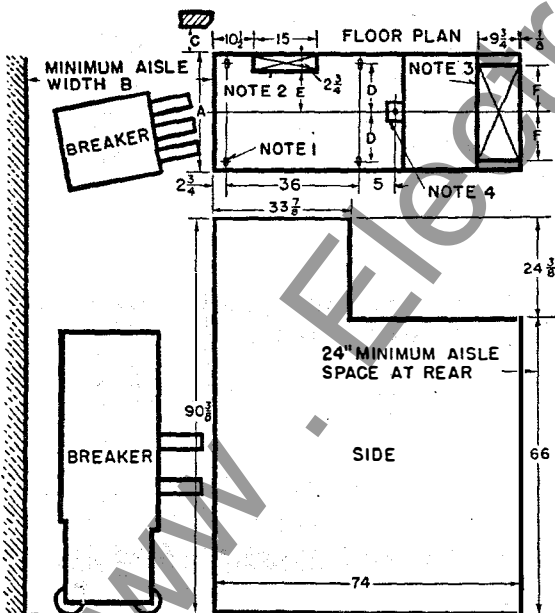 FLOOR PLAN
C
10½
15
9¾
⅛
MINIMUM AISLE
WIDTH B
NOTE 3
NOTE 2
2¾
E
D
F
A
BREAKER
D
F
NOTE 1
2¾
36
5
NOTE 4
33⅞
24⅜
24" MINIMUM AISLE
SPACE AT REAR
90⅜
BREAKER
SIDE
66
74
www. Electr